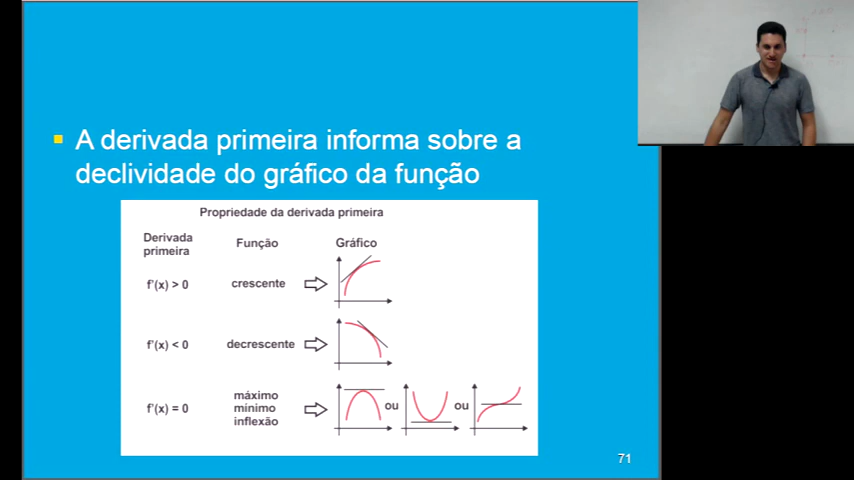 A derivada primeira informa sobre a
declividade do gráfico da função
Propriedade da derivada primeira
Derivada
primeira
Função
Gráfico
f'(x) > 0
crescente
f'(x) < 0
decrescente
f'(x) = 0
máximo
mínimo
inflexão
ou
ou
71